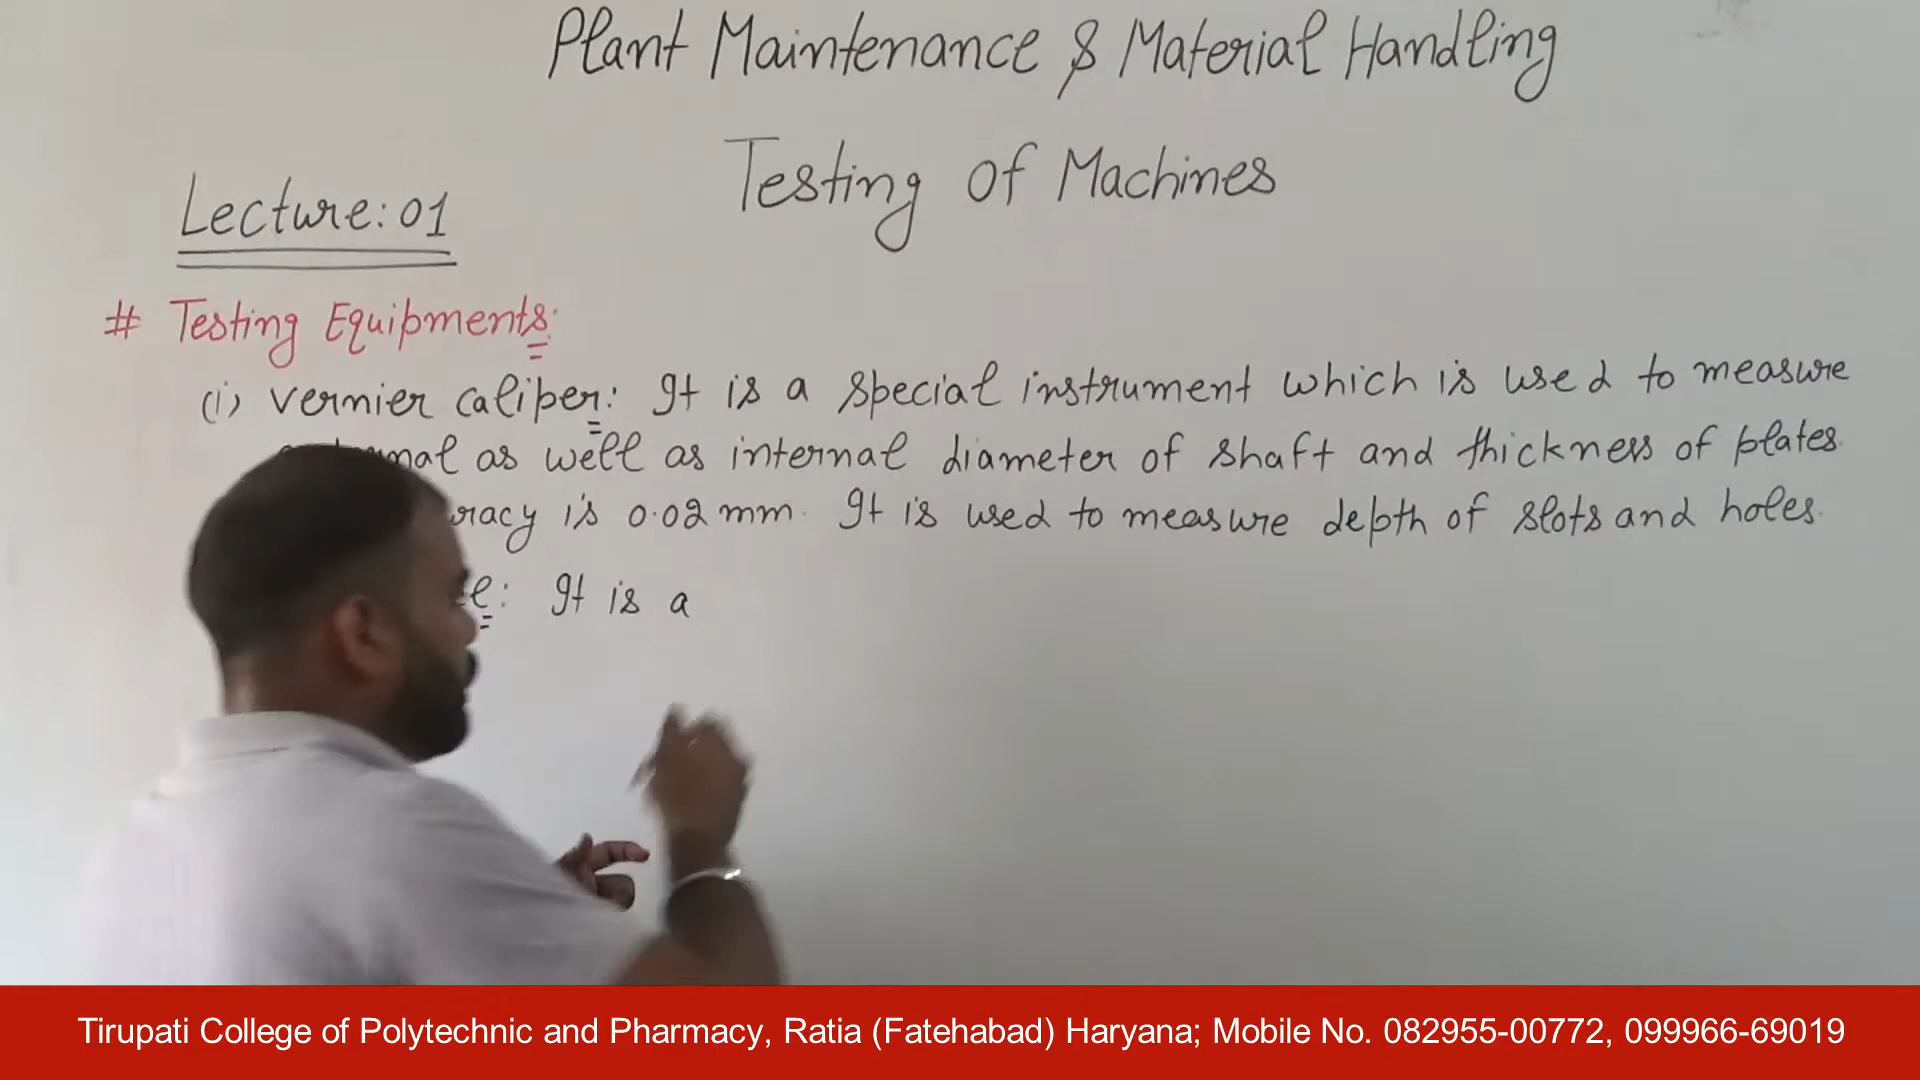 Plant Maintenance & Material Handling
Testing of Machines
Lecture: 01
# Testing Equipments:
(i) vernier caliper: It is a special instrument which is used to measure
as well as internal diameter of shaft and thickness of plates.
is 0.02 mm. It is used to measure depth of slots and holes.
It is a
Tirupati College of Polytechnic and Pharmacy, Ratia (Fatehabad) Haryana; Mobile No. 082955-00772, 099966-69019